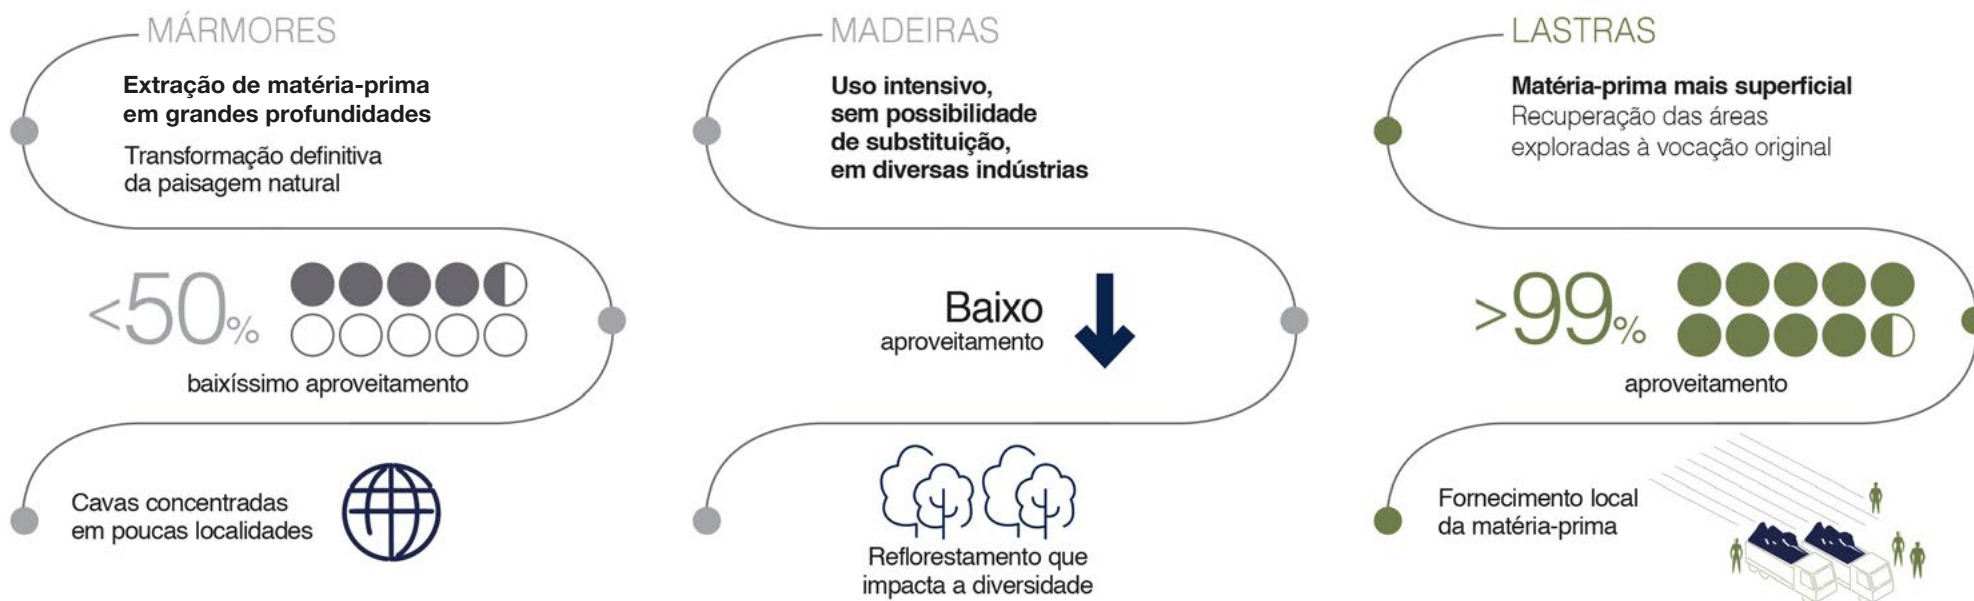 MÁRMORES
Extração de matéria-prima
em grandes profundidades
Transformação definitiva
da paisagem natural
<50%
baixíssimo aproveitamento
Cavas concentradas
em poucas localidades
MADEIRAS
Uso intensivo,
sem possibilidade
de substituição,
em diversas indústrias
Baixo
aproveitamento
Reflorestamento que
impacta a diversidade
LASTRAS
Matéria-prima mais superficial
Recuperação das áreas
exploradas à vocação original
>99%
aproveitamento
Fornecimento local
da matéria-prima